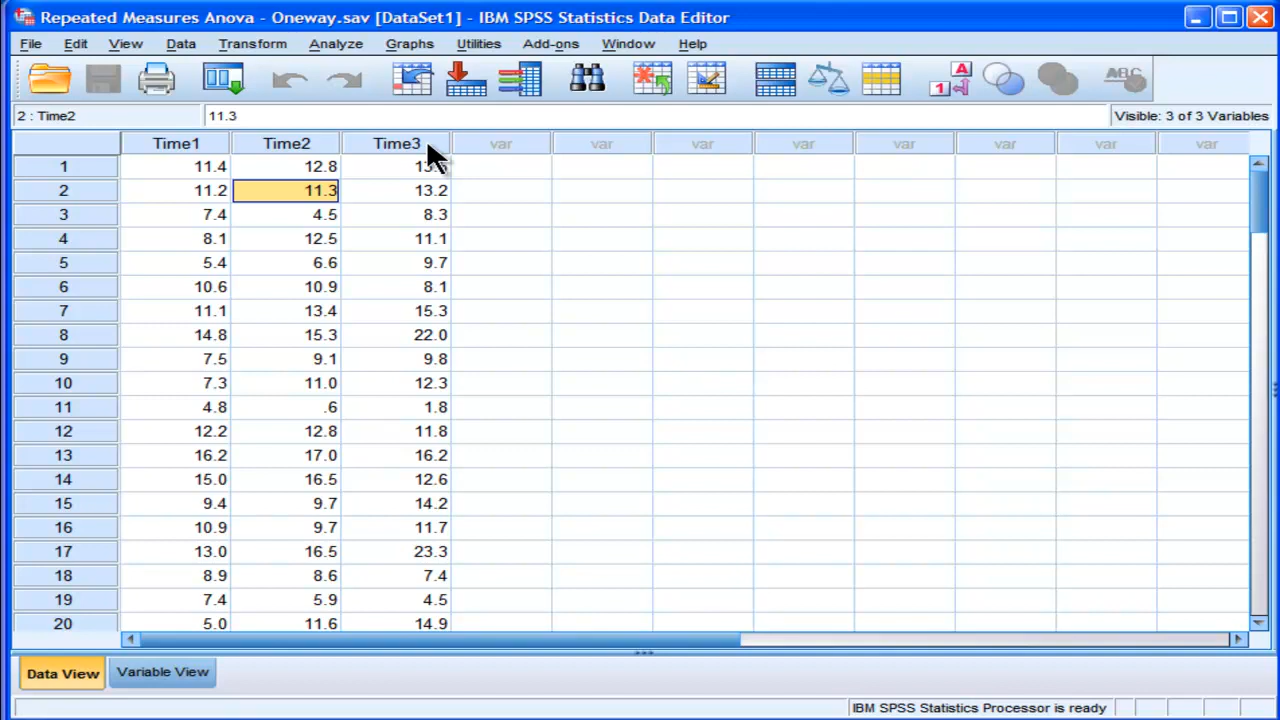 Repeated Measures Anova - Oneway.sav [DataSet1] - IBM SPSS Statistics Data Editor
File Edit View Data Transform Analyze Graphs Utilities Add-ons Window Help
A
1
ABC
2 : Time2 11.3 Visible: 3 of 3 Variables
Time1 Time2 Time3 var var var var var var var var
1 11.4 12.8
2 11.2 11.3 13.2
3 7.4 4.5 8.3
4 8.1 12.5 11.1
5 5.4 6.6 9.7
6 10.6 10.9 8.1
7 11.1 13.4 15.3
8 14.8 15.3 22.0
9 7.5 9.1 9.8
10 7.3 11.0 12.3
11 4.8 .6 1.8
12 12.2 12.8 11.8
13 16.2 17.0 16.2
14 15.0 16.5 12.6
15 9.4 9.7 14.2
16 10.9 9.7 11.7
17 13.0 16.5 23.3
18 8.9 8.6 7.4
19 7.4 5.9 4.5
20 5.0 11.6 14.9
Data View Variable View
IBM SPSS Statistics Processor is ready